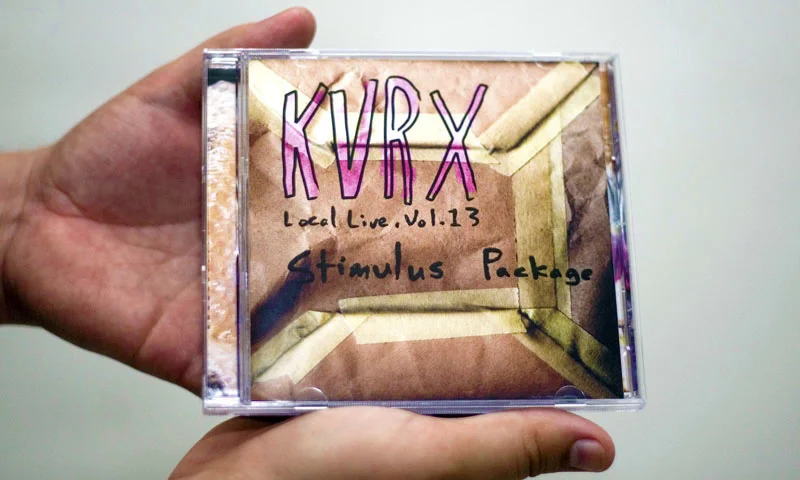 KVRX
Local Live. Vol. 13
Stimulus Package